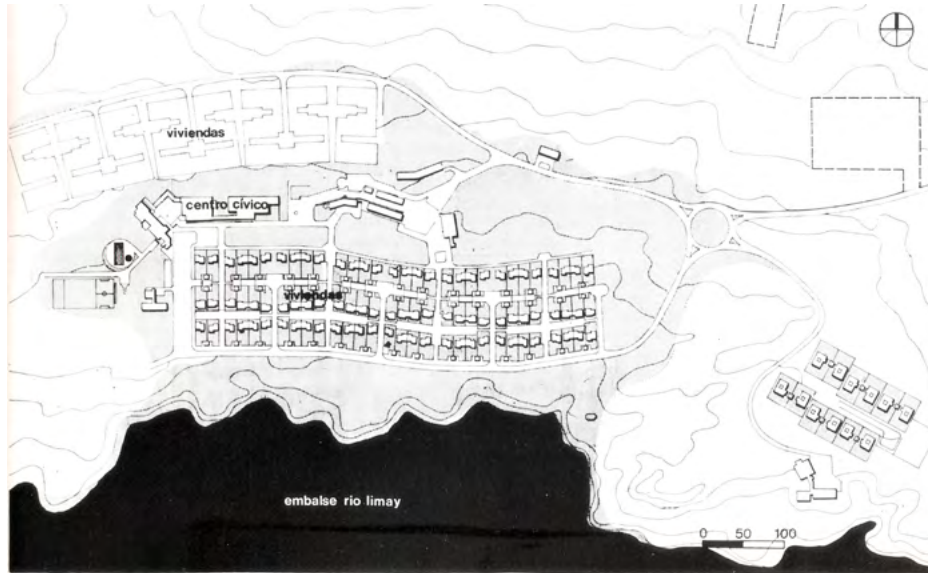 viviendas
centro cívico
viviendas
embalse rio limay
0 50 100